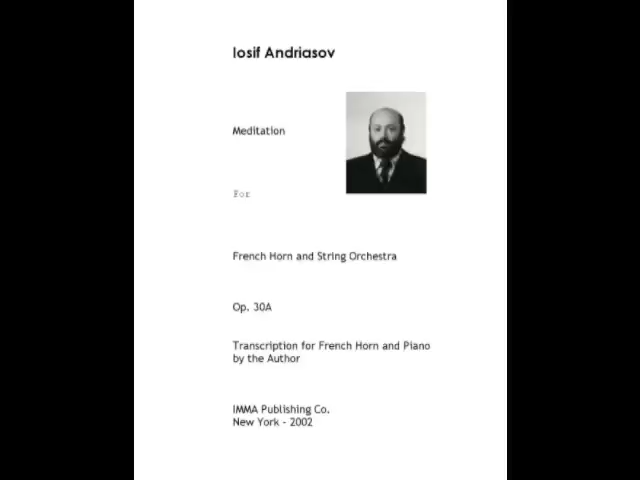 Iosif Andriasov
Meditation
For
French Horn and String Orchestra
Op. 30A
Transcription for French Horn and Piano
by the Author
IMMA Publishing Co.
New York - 2002